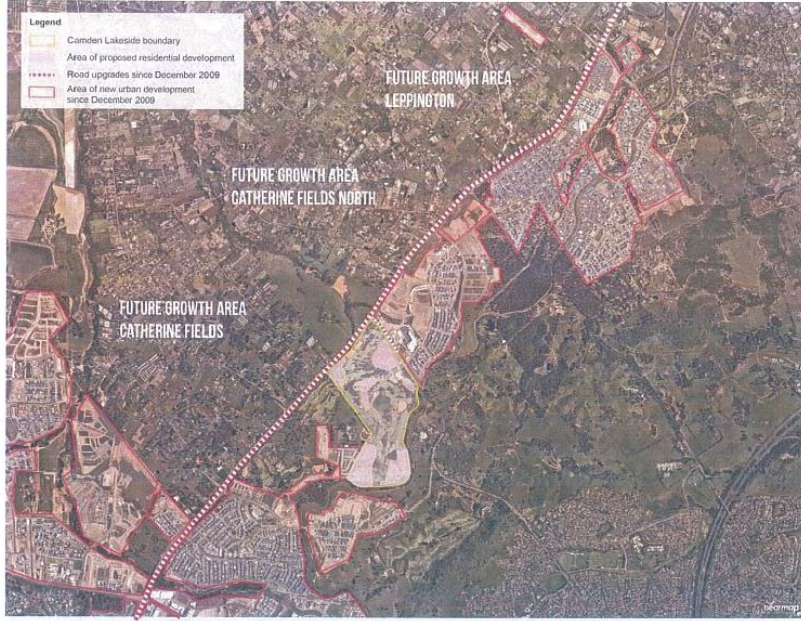 Legend
Camden Lakeside boundary
Area of proposed residential development
Road upgrades since December 2009
Area of new urban development
since December 2009
FUTURE GROWTH AREA
LEPPINGTON
FUTURE GROWTH AREA
CATHERINE FIELDS NORTH
FUTURE GROWTH AREA
CATHERINE FIELDS
nearmap